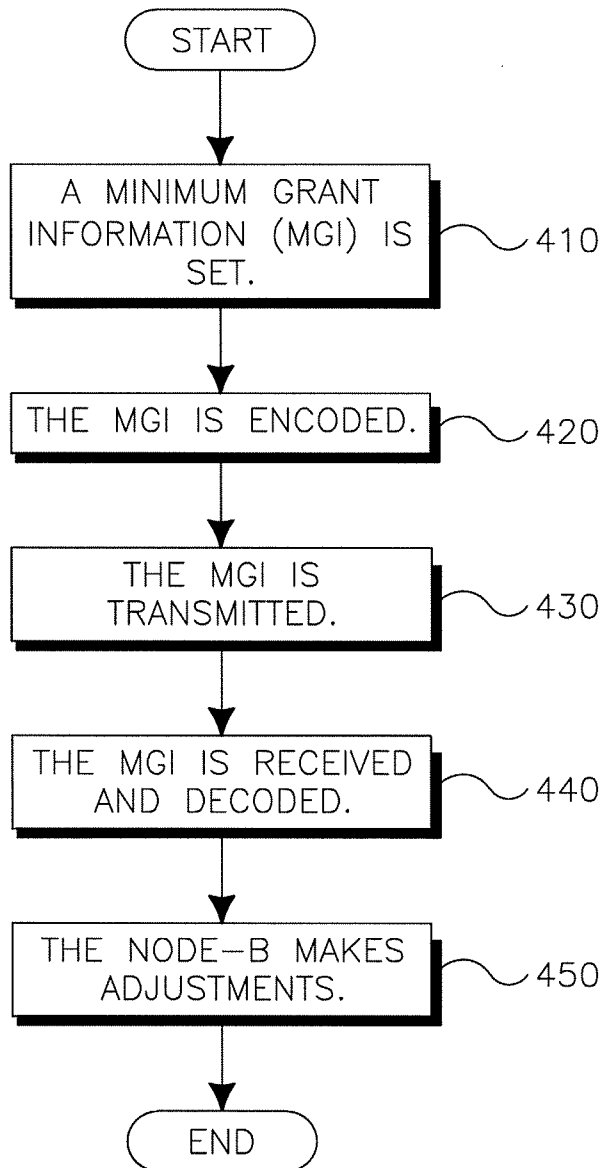 START
A MINIMUM GRANT
INFORMATION (MGI) IS
SET.
410
THE MGI IS ENCODED.
420
THE MGI IS
TRANSMITTED.
430
THE MGI IS RECEIVED
AND DECODED.
440
THE NODE-B MAKES
ADJUSTMENTS.
450
END